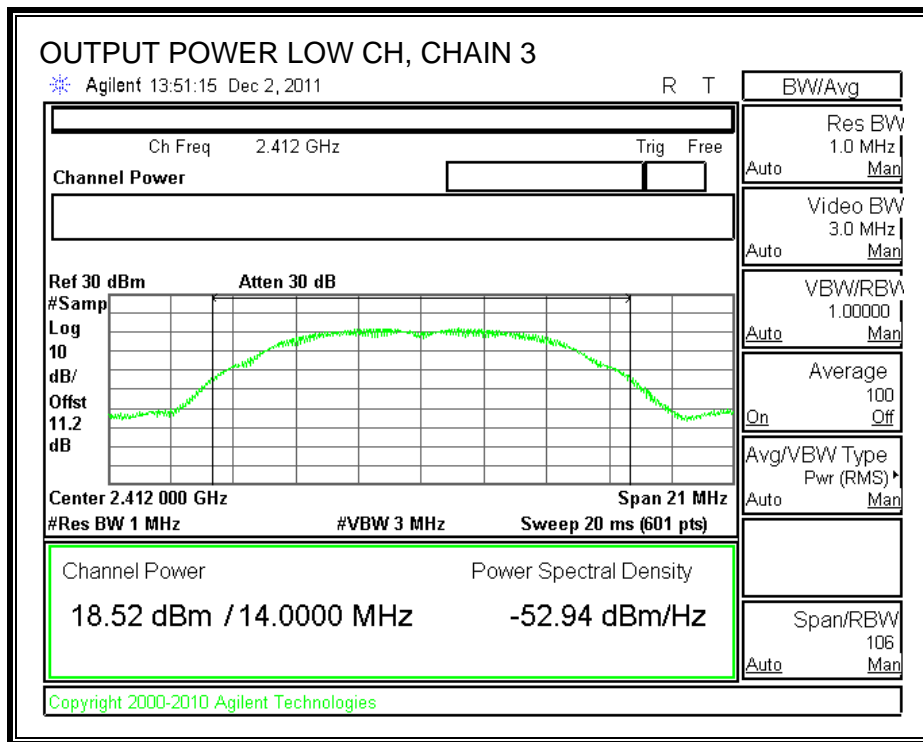 OUTPUT POWER LOW CH, CHAIN 3
Agilent 13:51:15 Dec 2, 2011 R T
Ch Freq 2.412 GHz Trig Free
Channel Power
Ref 30 dBm Atten 30 dB
#Samp
Log
10
dB/
Offst
11.2
dB
Center 2.412 000 GHz Span 21 MHz
#Res BW 1 MHz #VBW 3 MHz Sweep 20 ms (601 pts)
Channel Power Power Spectral Density
18.52 dBm / 14.0000 MHz -52.94 dBm/Hz
Copyright 2000-2010 Agilent Technologies
BW/Avg
Res BW
1.0 MHz
Auto Man
Video BW
3.0 MHz
Auto Man
VBW/RBW
1.00000
Auto Man
Average
100
On Off
Avg/VBW Type
Pwr (RMS)
Auto Man
Span/RBW
106
Auto Man